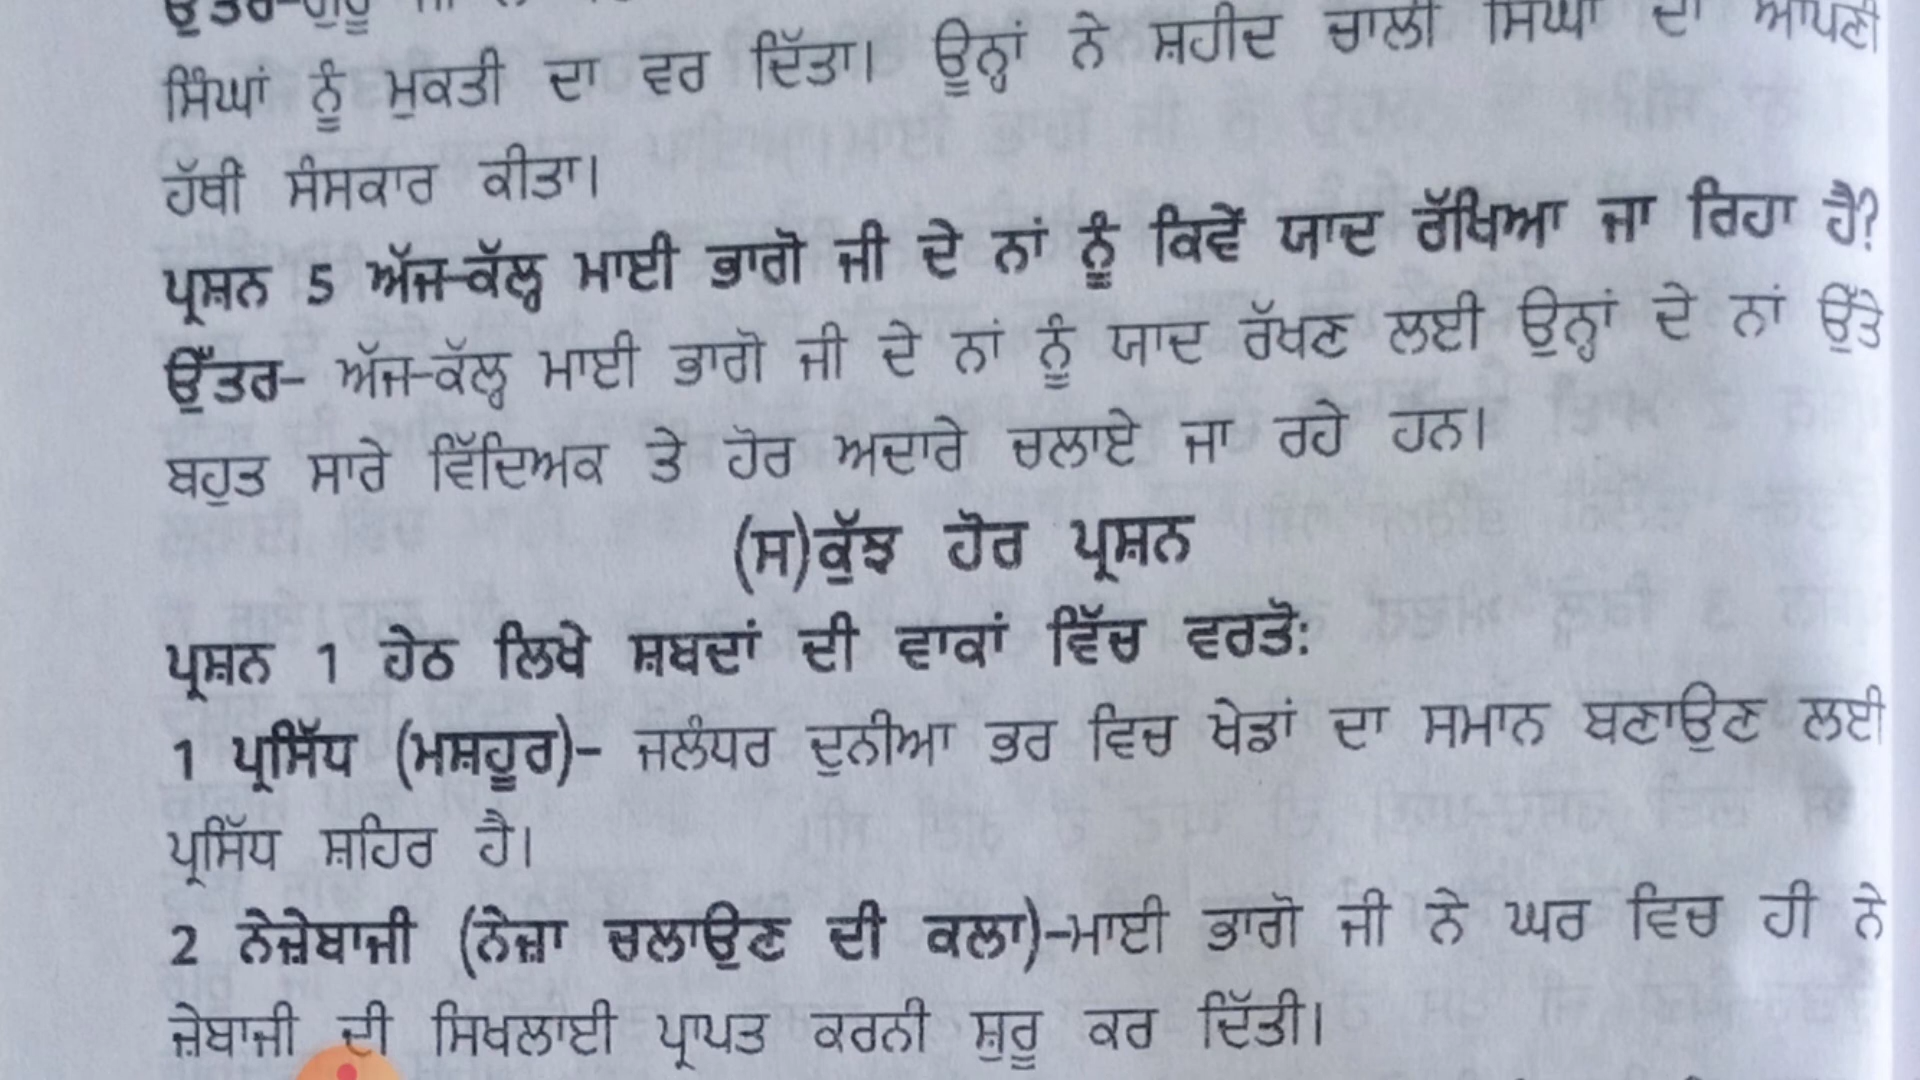 ਉੱਤਰ-ਗੁਰੂ ਜੀ ਨੇ
ਸਿੰਘਾਂ ਨੂੰ ਮੁਕਤੀ ਦਾ ਵਰ ਦਿੱਤਾ। ਊਨ੍ਹਾਂ ਨੇ ਸ਼ਹੀਦ ਚਾਲੀ ਸਿੰਘਾਂ ਦਾ ਆਪਣੀ
ਹੱਥੀ ਸੰਸਕਾਰ ਕੀਤਾ।
ਪ੍ਰਸ਼ਨ 5 ਅੱਜ-ਕੱਲ੍ਹ ਮਾਈ ਭਾਗੋ ਜੀ ਦੇ ਨਾਂ ਨੂੰ ਕਿਵੇਂ ਯਾਦ ਰੱਖਿਆ ਜਾ ਰਿਹਾ ਹੈ?
ਉੱਤਰ- ਅੱਜ-ਕੱਲ੍ਹ ਮਾਈ ਭਾਗੋ ਜੀ ਦੇ ਨਾਂ ਨੂੰ ਯਾਦ ਰੱਖਣ ਲਈ ਉਨ੍ਹਾਂ ਦੇ ਨਾਂ ਉੱਤੇ
ਬਹੁਤ ਸਾਰੇ ਵਿੱਦਿਅਕ ਤੇ ਹੋਰ ਅਦਾਰੇ ਚਲਾਏ ਜਾ ਰਹੇ ਹਨ।
(ਸ)ਕੁੱਝ ਹੋਰ ਪ੍ਰਸ਼ਨ
ਪ੍ਰਸ਼ਨ 1 ਹੇਠ ਲਿਖੇ ਸ਼ਬਦਾਂ ਦੀ ਵਾਕਾਂ ਵਿੱਚ ਵਰਤੋ:
1 ਪ੍ਰਸਿੱਧ (ਮਸ਼ਹੂਰ)- ਜਲੰਧਰ ਦੁਨੀਆ ਭਰ ਵਿਚ ਖੇਡਾਂ ਦਾ ਸਮਾਨ ਬਣਾਉਣ ਲਈ
ਪ੍ਰਸਿੱਧ ਸ਼ਹਿਰ ਹੈ।
2 ਨੇਜ਼ੇਬਾਜੀ (ਨੇਜ਼ਾ ਚਲਾਉਣ ਦੀ ਕਲਾ)-ਮਾਈ ਭਾਗੋ ਜੀ ਨੇ ਘਰ ਵਿਚ ਹੀ ਨੇ
ਜ਼ੇਬਾਜੀ ਦੀ ਸਿਖਲਾਈ ਪ੍ਰਾਪਤ ਕਰਨੀ ਸ਼ੁਰੂ ਕਰ ਦਿੱਤੀ।